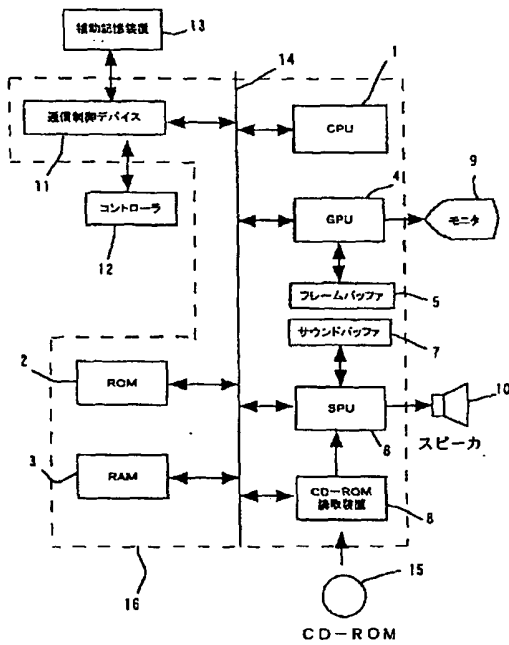 補助記憶装置
13
14
1
通信制御デバイス
CPU
11
4
9
コントローラ
GPU
モニタ
12
フレームバッファ
5
サウンドバッファ
7
2
ROM
10
SPU
6
スピーカ
3
RAM
CD-ROM
読取装置
8
16
15
CD-ROM